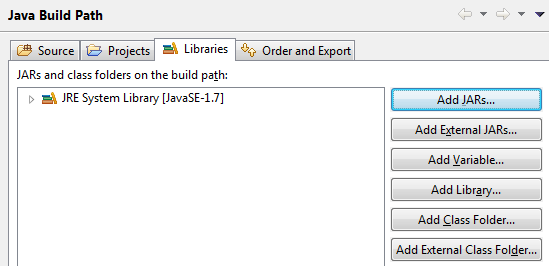 Java Build Path
Source
Projects
Libraries
Order and Export
JARs and class folders on the build path:
JRE System Library [JavaSE-1.7]
Add JARs...
Add External JARs...
Add Variable...
Add Library...
Add Class Folder...
Add External Class Folder...